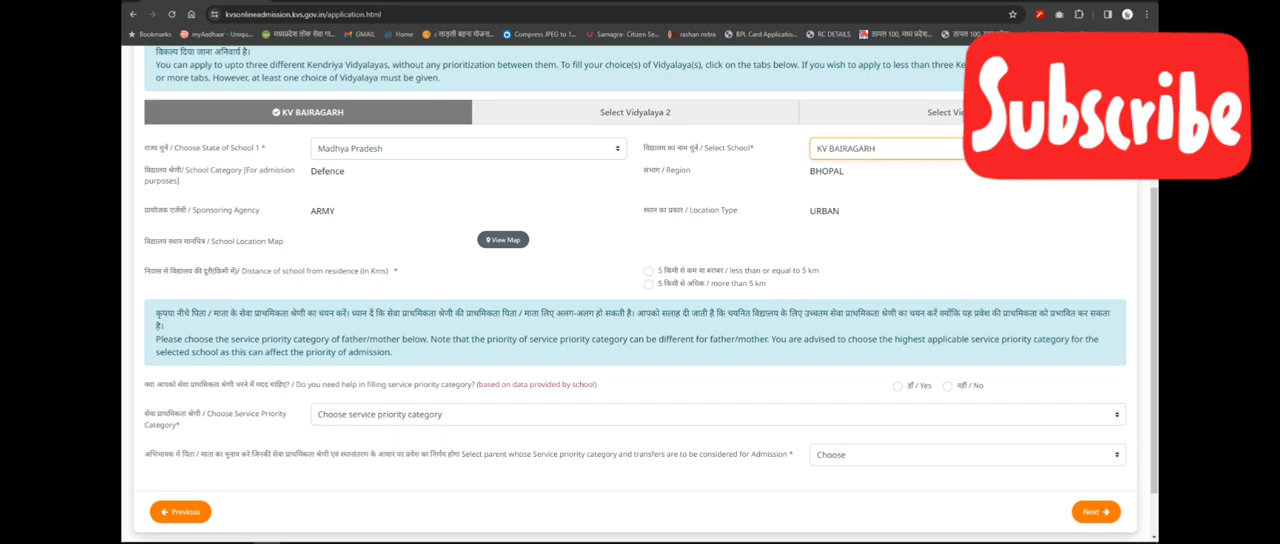 kvsonlineadmission.kvs.gov.in/application.html
Bookmarks myAadhaar - Uniqu... मध्यप्रदेश लोक सेवा गा... GMAIL Home लाड़ली बहना योजना... Compress JPEG to 1... Samagra- Citizen Se... rashan mitra BPL Card Applicatio... RC DETAILS डायल 100, मध्य प्रदेश... डायल 100, म
विकल्प दिया जाना अनिवार्य है।
You can apply to upto three different Kendriya Vidyalayas, without any prioritization between them. To fill your choice(s) of Vidyalaya(s), click on the tabs below. If you wish to apply to less than three Ken
or more tabs. However, at least one choice of Vidyalaya must be given.
Subscribe
KV BAIRAGARH Select Vidyalaya 2 Select Vi
राज्य चुनें / Choose State of School 1 * Madhya Pradesh विद्यालय का नाम चुनें / Select School* KV BAIRAGARH
विद्यालय श्रेणी/ School Category [For admission purposes] Defence संभाग / Region BHOPAL
प्रायोजक एजेंसी / Sponsoring Agency ARMY स्थान का प्रकार / Location Type URBAN
विद्यालय स्थान मानचित्र / School Location Map View Map
निवास से विद्यालय की दूरी(किमी में)/ Distance of school from residence (in Kms) * 5 किमी से कम या बराबर / less than or equal to 5 km
5 किमी से अधिक / more than 5 km
कृपया नीचे पिता / माता के सेवा प्राथमिकता श्रेणी का चयन करें। ध्यान दें कि सेवा प्राथमिकता श्रेणी की प्राथमिकता पिता / माता लिए अलग-अलग हो सकती है। आपको सलाह दी जाती है कि चयनित विद्यालय के लिए उच्चतम सेवा प्राथमिकता श्रेणी का चयन करें क्योंकि यह प्रवेश की प्राथमिकता को प्रभावित कर सकता
है।
Please choose the service priority category of father/mother below. Note that the priority of service priority category can be different for father/mother. You are advised to choose the highest applicable service priority category for the
selected school as this can affect the priority of admission.
क्या आपको सेवा प्राथमिकता श्रेणी भरने में मदद चाहिए? / Do you need help in filling service priority category? (based on data provided by school) हाँ / Yes नहीं / No
सेवा प्राथमिकता श्रेणी / Choose Service Priority Category* Choose service priority category
अभिभावक मे पिता / माता का चुनाव करे जिनकी सेवा प्राथमिकता श्रेणी एवं स्थानांतरण के आधार पर प्रवेश का निर्णय होगा Select parent whose Service priority category and transfers are to be considered for Admission * Choose
Previous Next